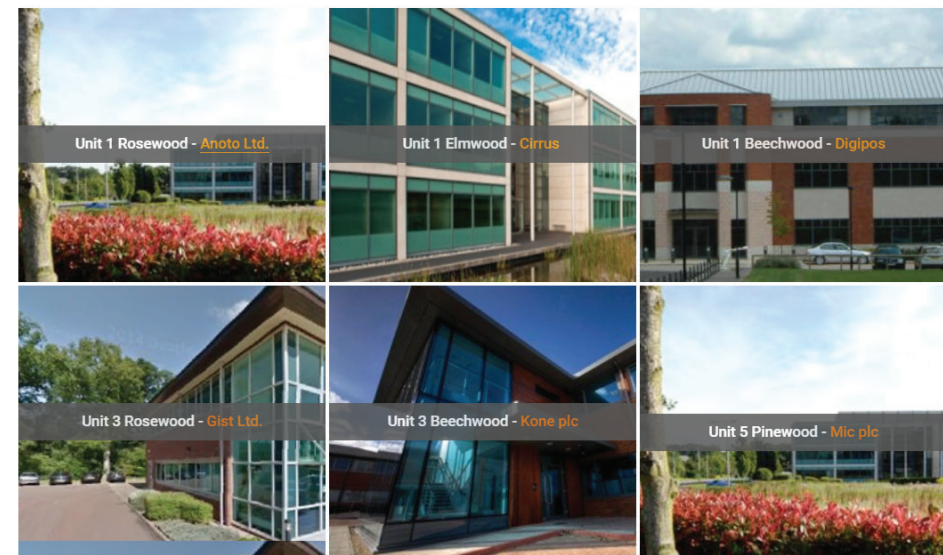 Unit 1 Rosewood - Anoto Ltd.
Unit 1 Elmwood - Cirrus
Unit 1 Beechwood - Digipos
Unit 3 Rosewood - Gist Ltd.
Unit 3 Beechwood - Kone plc
Unit 5 Pinewood - Mic plc